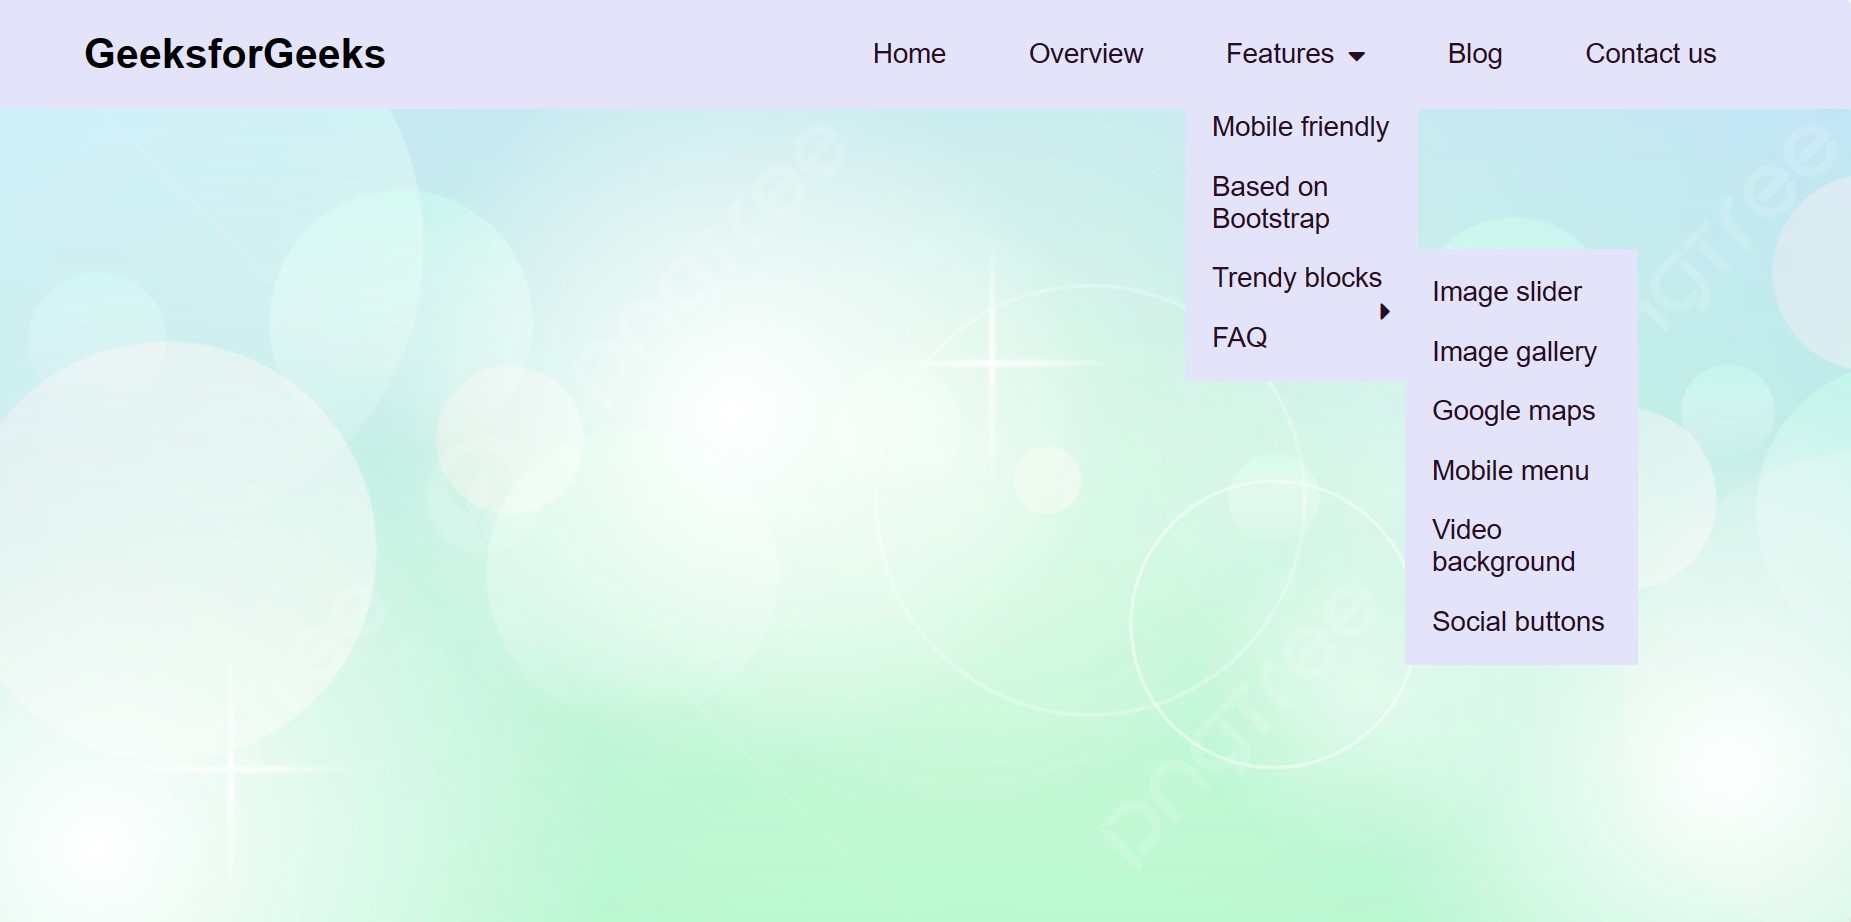 GeeksforGeeks
Home
Overview
Features
Blog
Contact us
Mobile friendly
Based on
Bootstrap
Trendy blocks
FAQ
Image slider
Image gallery
Google maps
Mobile menu
Video
background
Social buttons
pngtree
pngtree
pngtree